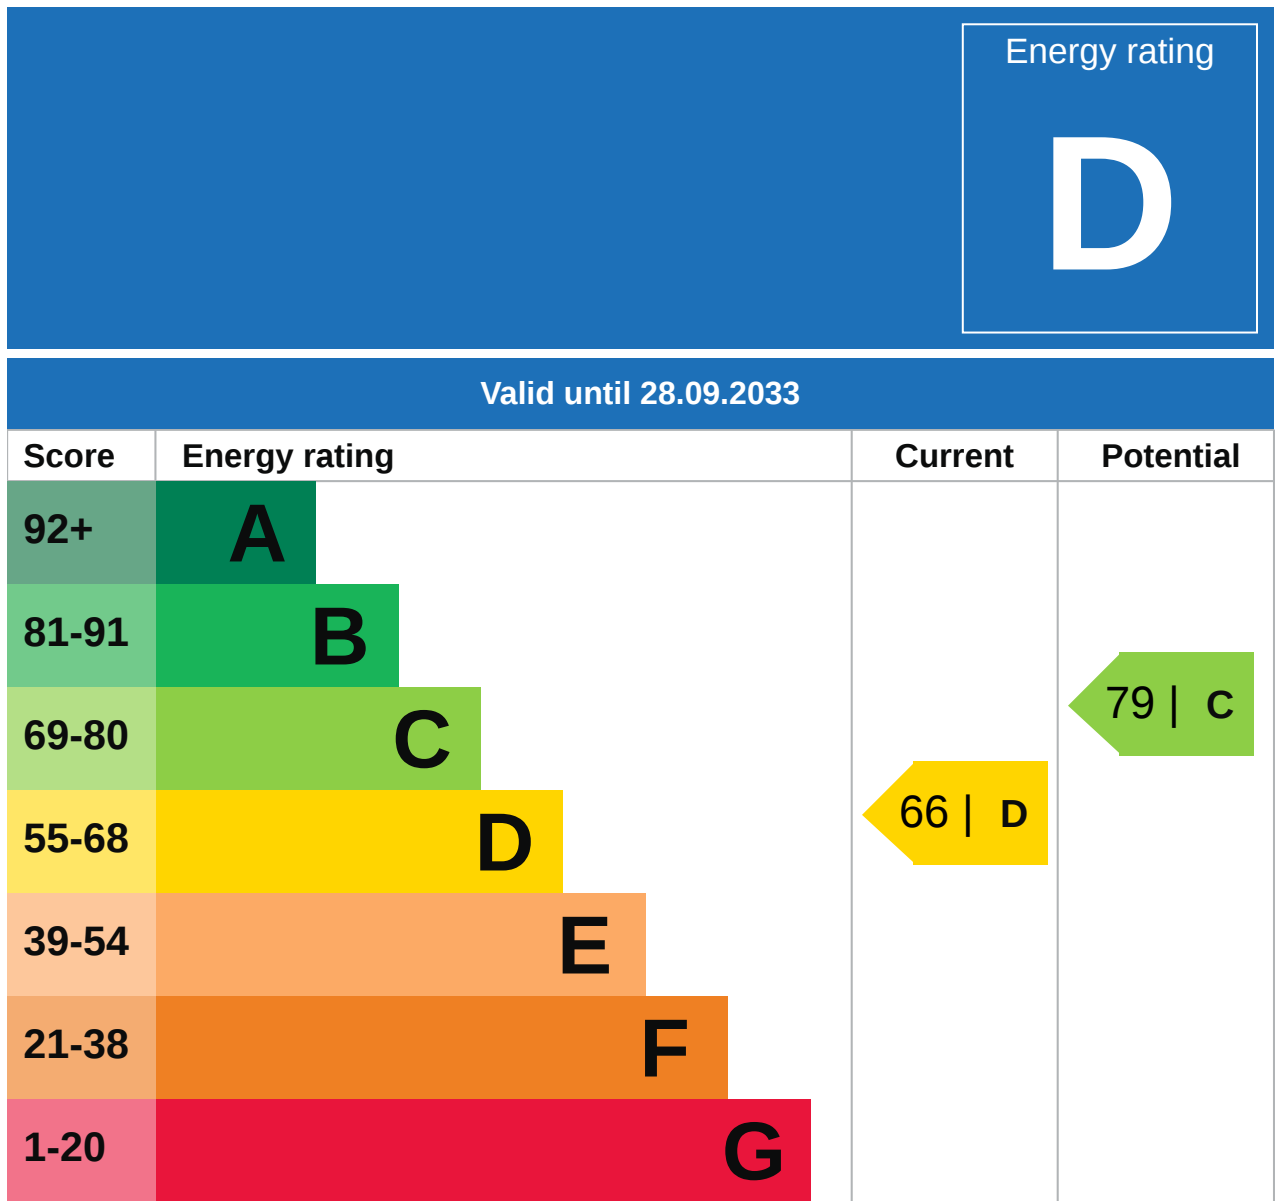 Energy rating
D
Valid until 28.09.2033
Score Energy rating Current Potential
92+ A
81-91 B
79 | C
69-80 C
66 | D
55-68 D
39-54 E
21-38 F
1-20 G